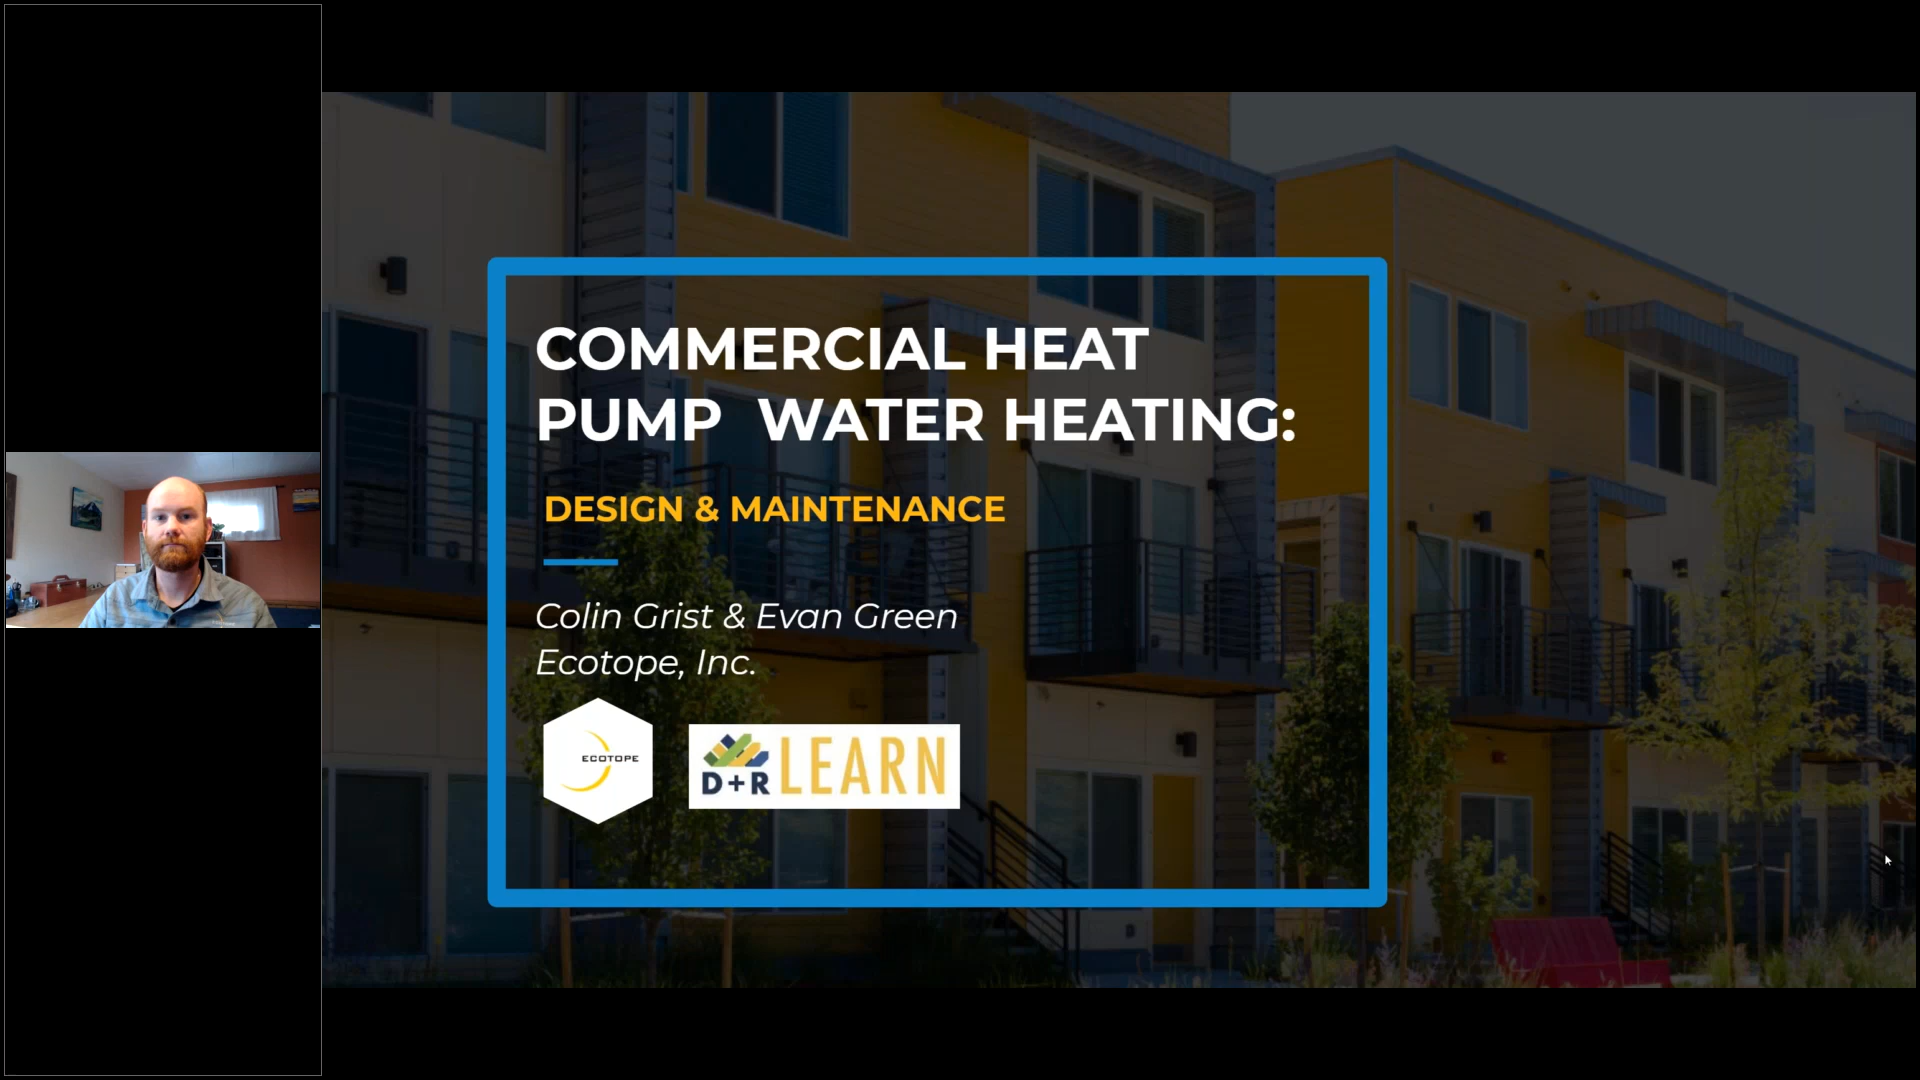 COMMERCIAL HEAT
PUMP  WATER HEATING:
DESIGN & MAINTENANCE
Colin Grist & Evan Green
Ecotope, Inc.
ECOTOPE
D+R LEARN